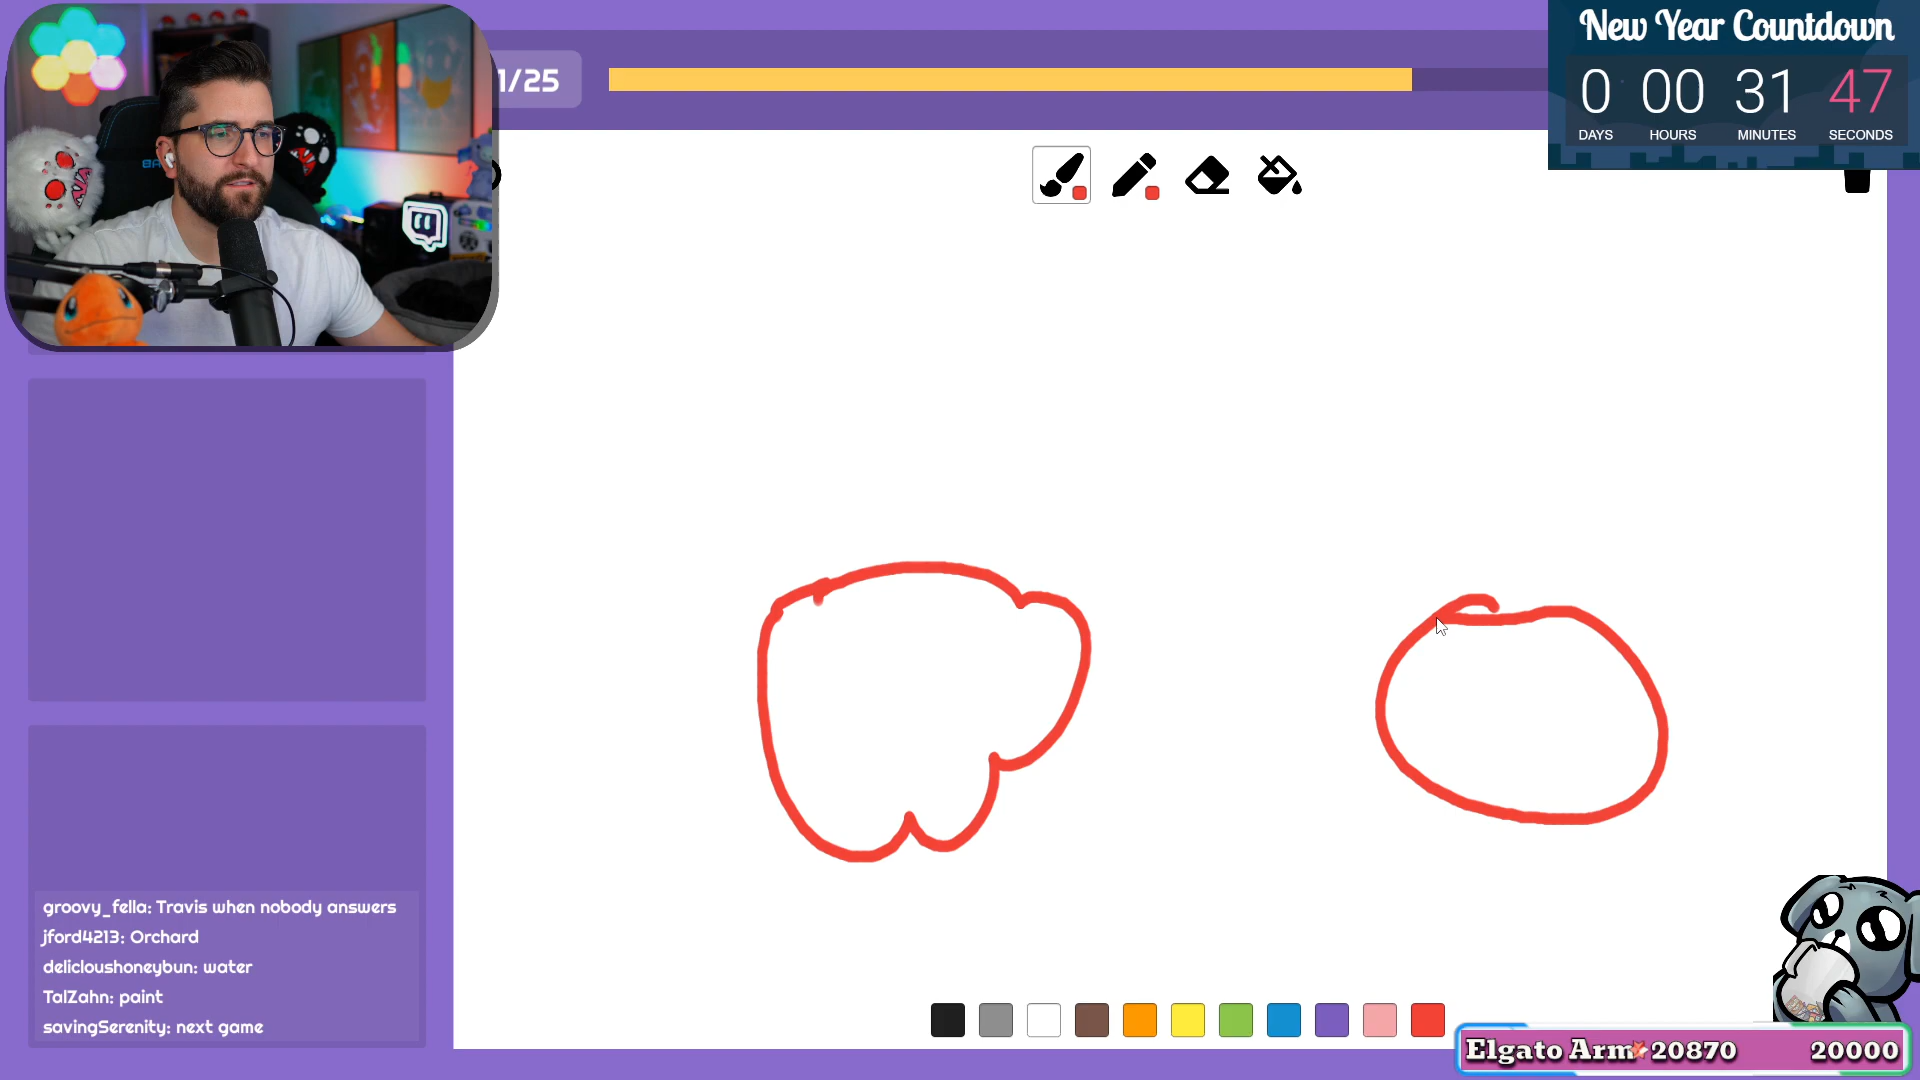 New Year Countdown
0 00 31 47
DAYS HOURS MINUTES SECONDS
1/25
groovy_fella: Travis when nobody answers
jford4213: Orchard
delicloushoneybun: water
TalZahn: paint
savingSerenity: next game
Elgato Arm 20870 20000